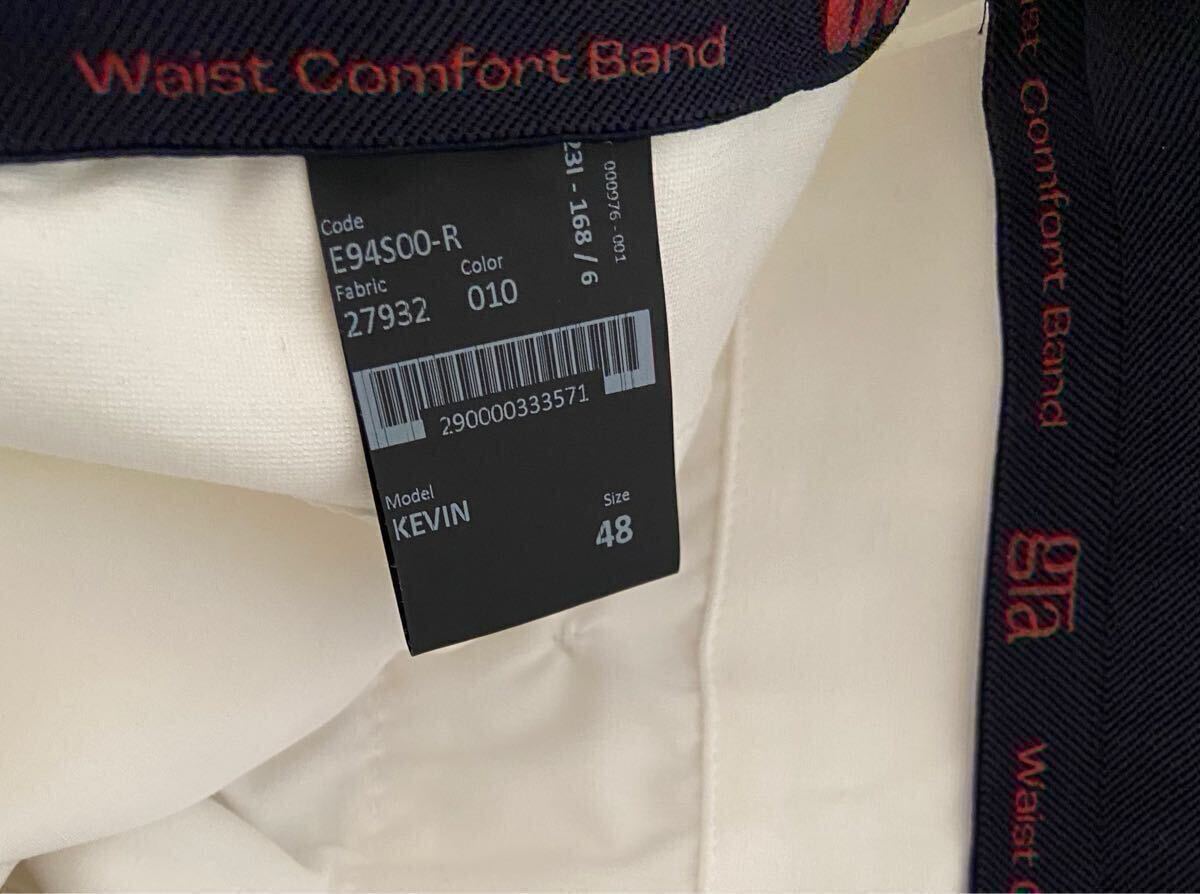 Waist Comfort Band
Code
E94S00-R
Fabric
27932
Color
010
231 - 168 / 6
000976 - 001
290000333571
Model
KEVIN
Size
48
Comfort Band
gta
Waist